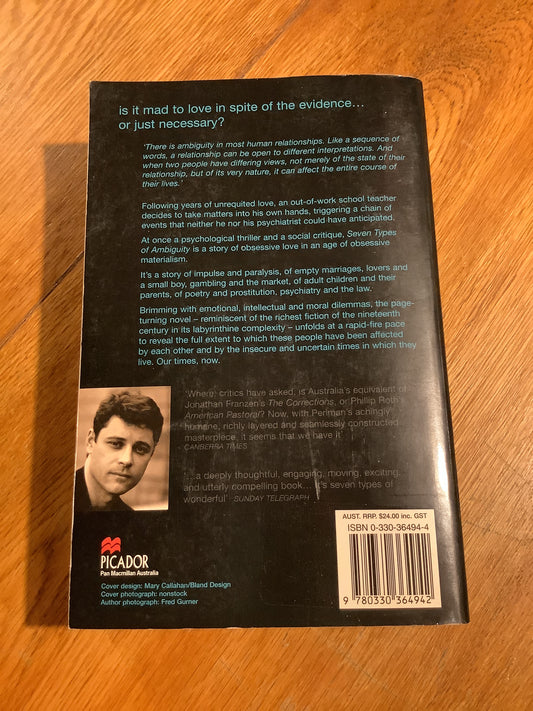 is it mad to love in spite of the evidence...
or just necessary?
'There is ambiguity in most human relationships. Like a sequence of
words, a relationship can be open to different interpretations. And
when two people have differing views, not merely of the state of their
relationship, but of its very nature, it can affect the entire course of
their lives.'
Following years of unrequited love, an out-of-work school teacher
decides to take matters into his own hands, triggering a chain of
events that neither he nor his psychiatrist could have anticipated.
At once a psychological thriller and a social critique, Seven Types
of Ambiguity is a story of obsessive love in an age of obsessive
materialism.
It's a story of impulse and paralysis, of empty marriages, lovers and
a small boy, gambling and the market, of adult children and their
parents, of poetry and prostitution, psychiatry and the law.
Brimming with emotional, intellectual and moral dilemmas, the page-
turning novel – reminiscent of the richest fiction of the nineteenth
century in its labyrinthine complexity – unfolds at a rapid-fire pace
to reveal the full extent to which these people have been affected
by each other and by the insecure and uncertain times in which they
live. Our times, now.
'Where, critics have asked, is Australia's equivalent of
Jonathan Franzen's The Corrections, or Phillip Roth's
American Pastoral? Now, with Perlman's achingly
humane, richly layered and seamlessly constructed
masterpiece, it seems that we have it'
CANBERRA TIMES
'...a deeply thoughtful, engaging, moving, exciting
and utterly compelling book... it's seven types of
wonderful' SUNDAY TELEGRAPH
PICADOR
Pan Macmillan Australia
Cover design: Mary Callahan/Bland Design
Cover photograph: nonstock
Author photograph: Fred Gurner
AUST. RRP. $24.00 inc. GST
ISBN 0-330-36494-4
9 780330 364942